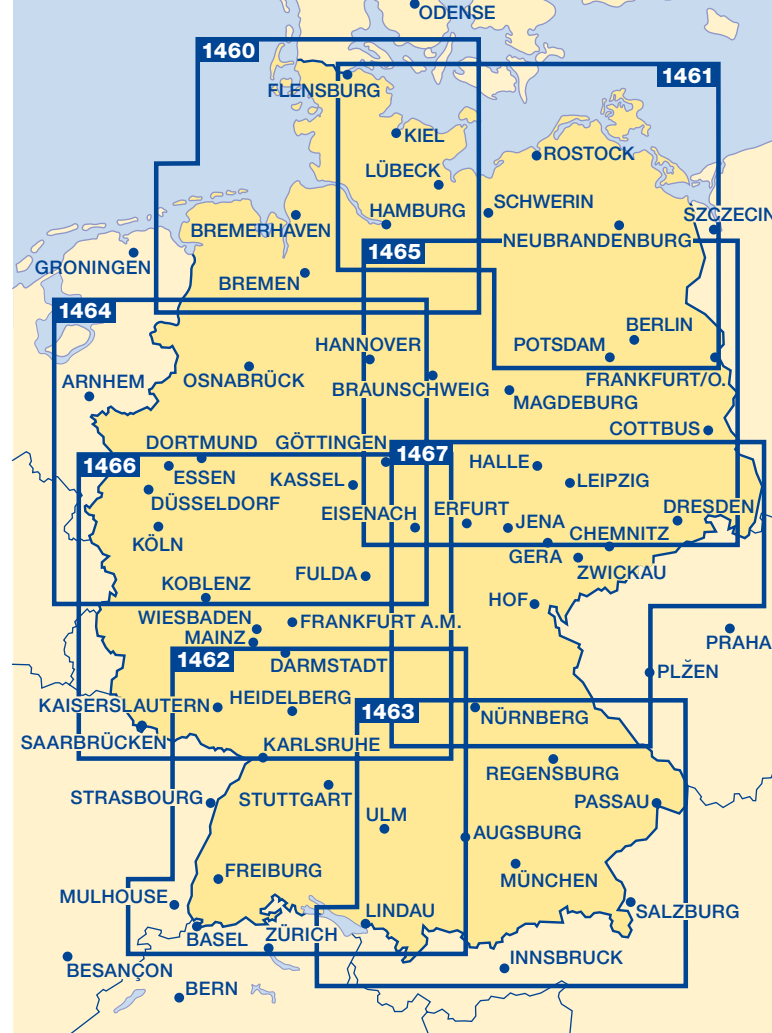 ODENSE
1460
1461
FLENSBURG
KIEL
ROSTOCK
LÜBECK
SCHWERIN
SZCZECIN
HAMBURG
BREMERHAVEN
NEUBRANDENBURG
1465
GRONINGEN
BREMEN
1464
BERLIN
HANNOVER
POTSDAM
OSNABRÜCK
ARNHEM
BRAUNSCHWEIG
FRANKFURT/O.
MAGDEBURG
COTTBUS
DORTMUND
GÖTTINGEN
1466
1467
HALLE
ESSEN
KASSEL
LEIPZIG
DÜSSELDORF
EISENACH
ERFURT
JENA
DRESDEN
KÖLN
CHEMNITZ
GERA
ZWICKAU
FULDA
KOBLENZ
HOF
WIESBADEN
FRANKFURT A.M.
MAINZ
PRAHA
1462
DARMSTADT
PLŽEN
KAISERSLAUTERN
HEIDELBERG
1463
NÜRNBERG
SAARBRÜCKEN
KARLSRUHE
REGENSBURG
STRASBOURG
STUTTGART
PASSAU
ULM
AUGSBURG
FREIBURG
MÜNCHEN
MULHOUSE
LINDAU
SALZBURG
BASEL
ZÜRICH
INNSBRUCK
BESANÇON
BERN